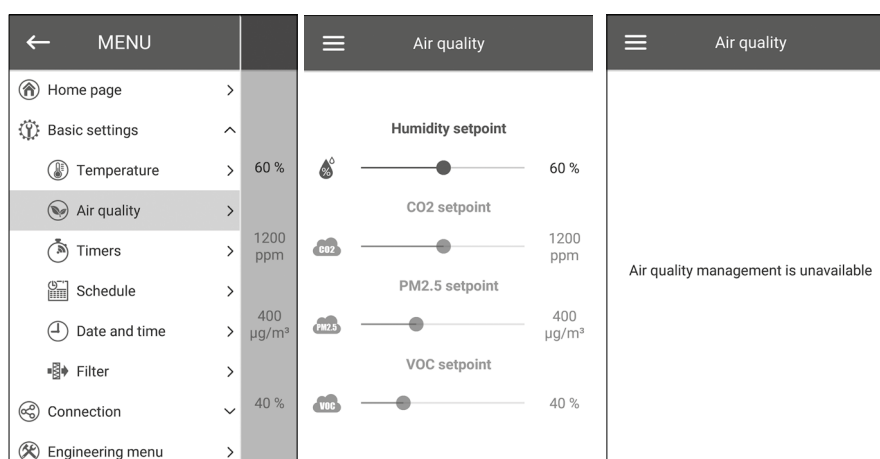 MENU
Home page
Basic settings
Temperature
60 %
Air quality
Timers
1200
ppm
Schedule
400
µg/m³
Date and time
Filter
Connection
40 %
Engineering menu
Air quality
Humidity setpoint
%
60 %
CO2 setpoint
CO2
1200
ppm
PM2.5 setpoint
PM2.5
400
µg/m³
VOC setpoint
VOC
40 %
Air quality
Air quality management is unavailable